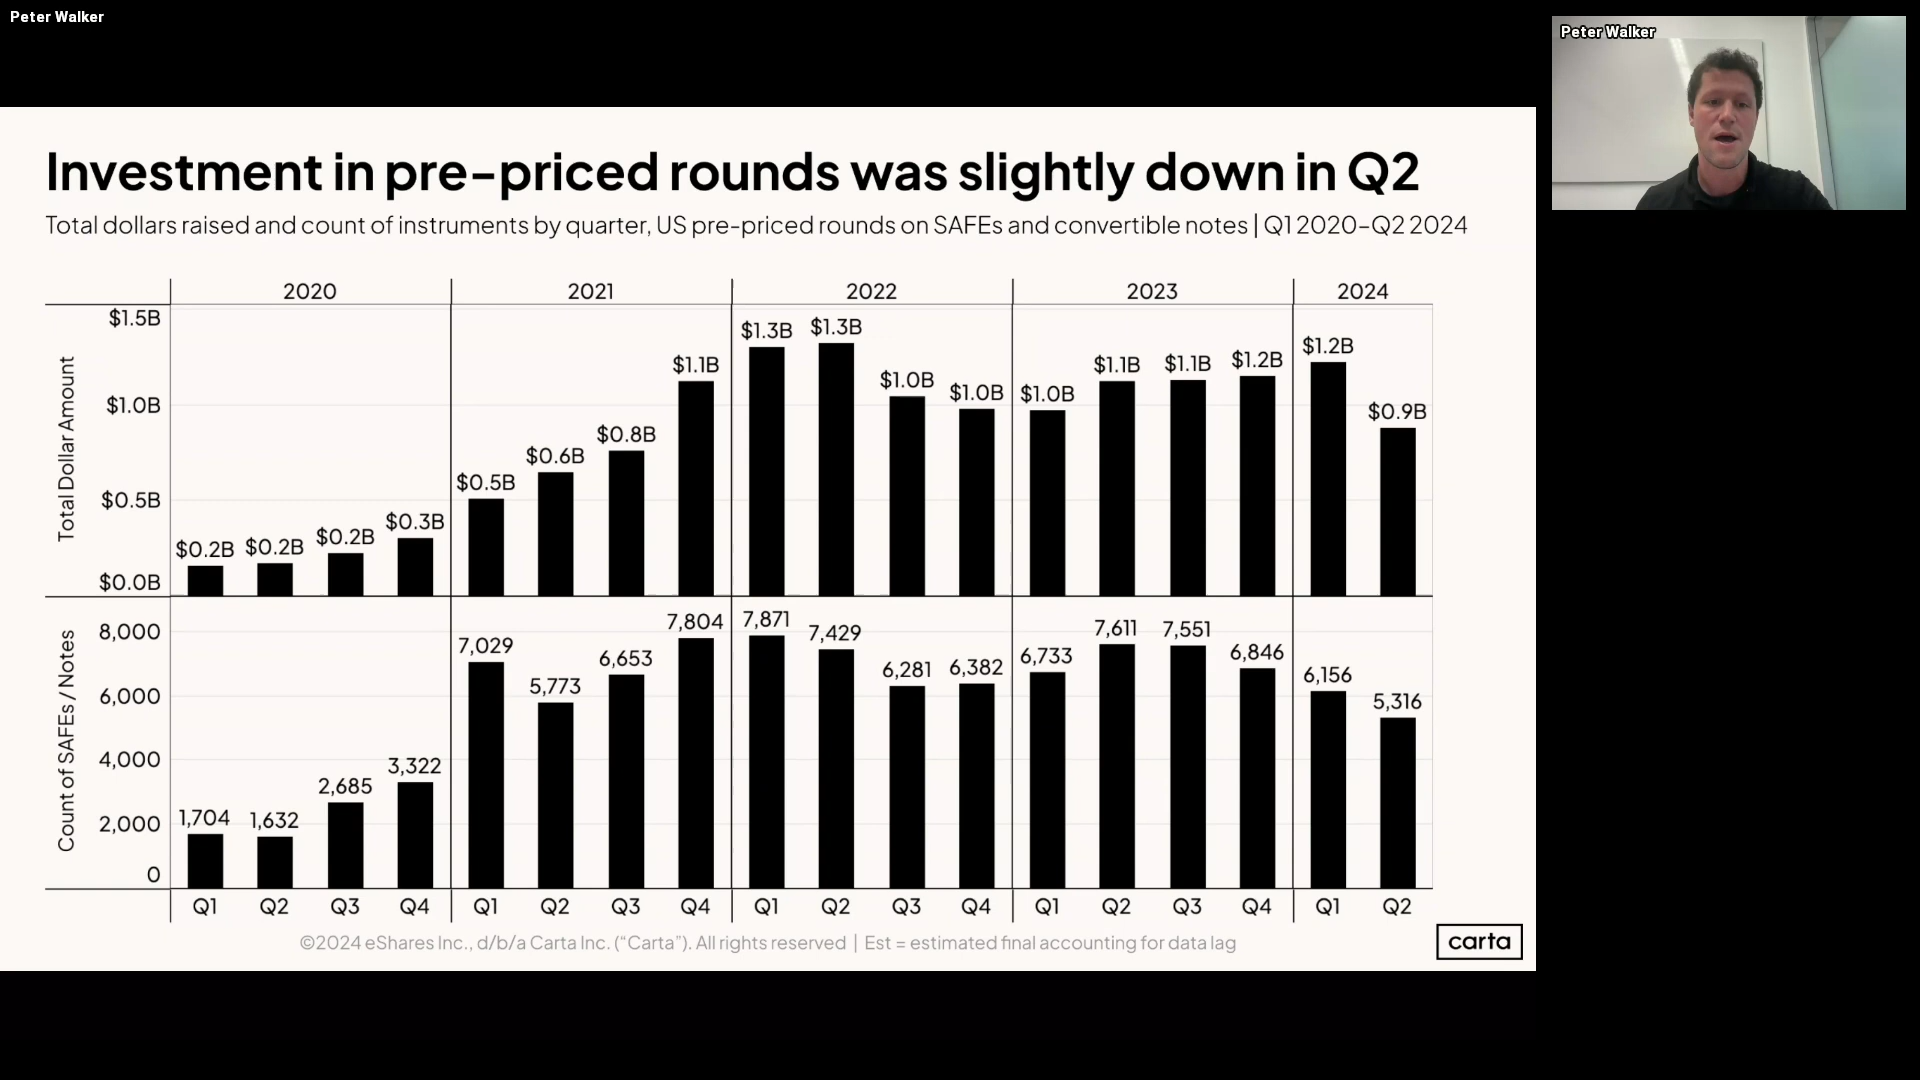 Peter Walker
Peter Walker
Investment in pre-priced rounds was slightly down in Q2
Total dollars raised and count of instruments by quarter, US pre-priced rounds on SAFEs and convertible notes | Q1 2020–Q2 2024
2020 2021 2022 2023 2024
Total Dollar Amount
$1.5B
$1.0B
$0.5B
$0.0B
$0.2B $0.2B $0.2B $0.3B $0.5B $0.6B $0.8B $1.1B $1.3B $1.3B $1.0B $1.0B $1.0B $1.1B $1.1B $1.2B $1.2B $0.9B
Count of SAFEs / Notes
8,000
6,000
4,000
2,000
0
1,704 1,632 2,685 3,322 7,029 5,773 6,653 7,804 7,871 7,429 6,281 6,382 6,733 7,611 7,551 6,846 6,156 5,316
Q1 Q2 Q3 Q4 Q1 Q2 Q3 Q4 Q1 Q2 Q3 Q4 Q1 Q2 Q3 Q4 Q1 Q2
©2024 eShares Inc., d/b/a Carta Inc. (“Carta”). All rights reserved | Est = estimated final accounting for data lag
carta